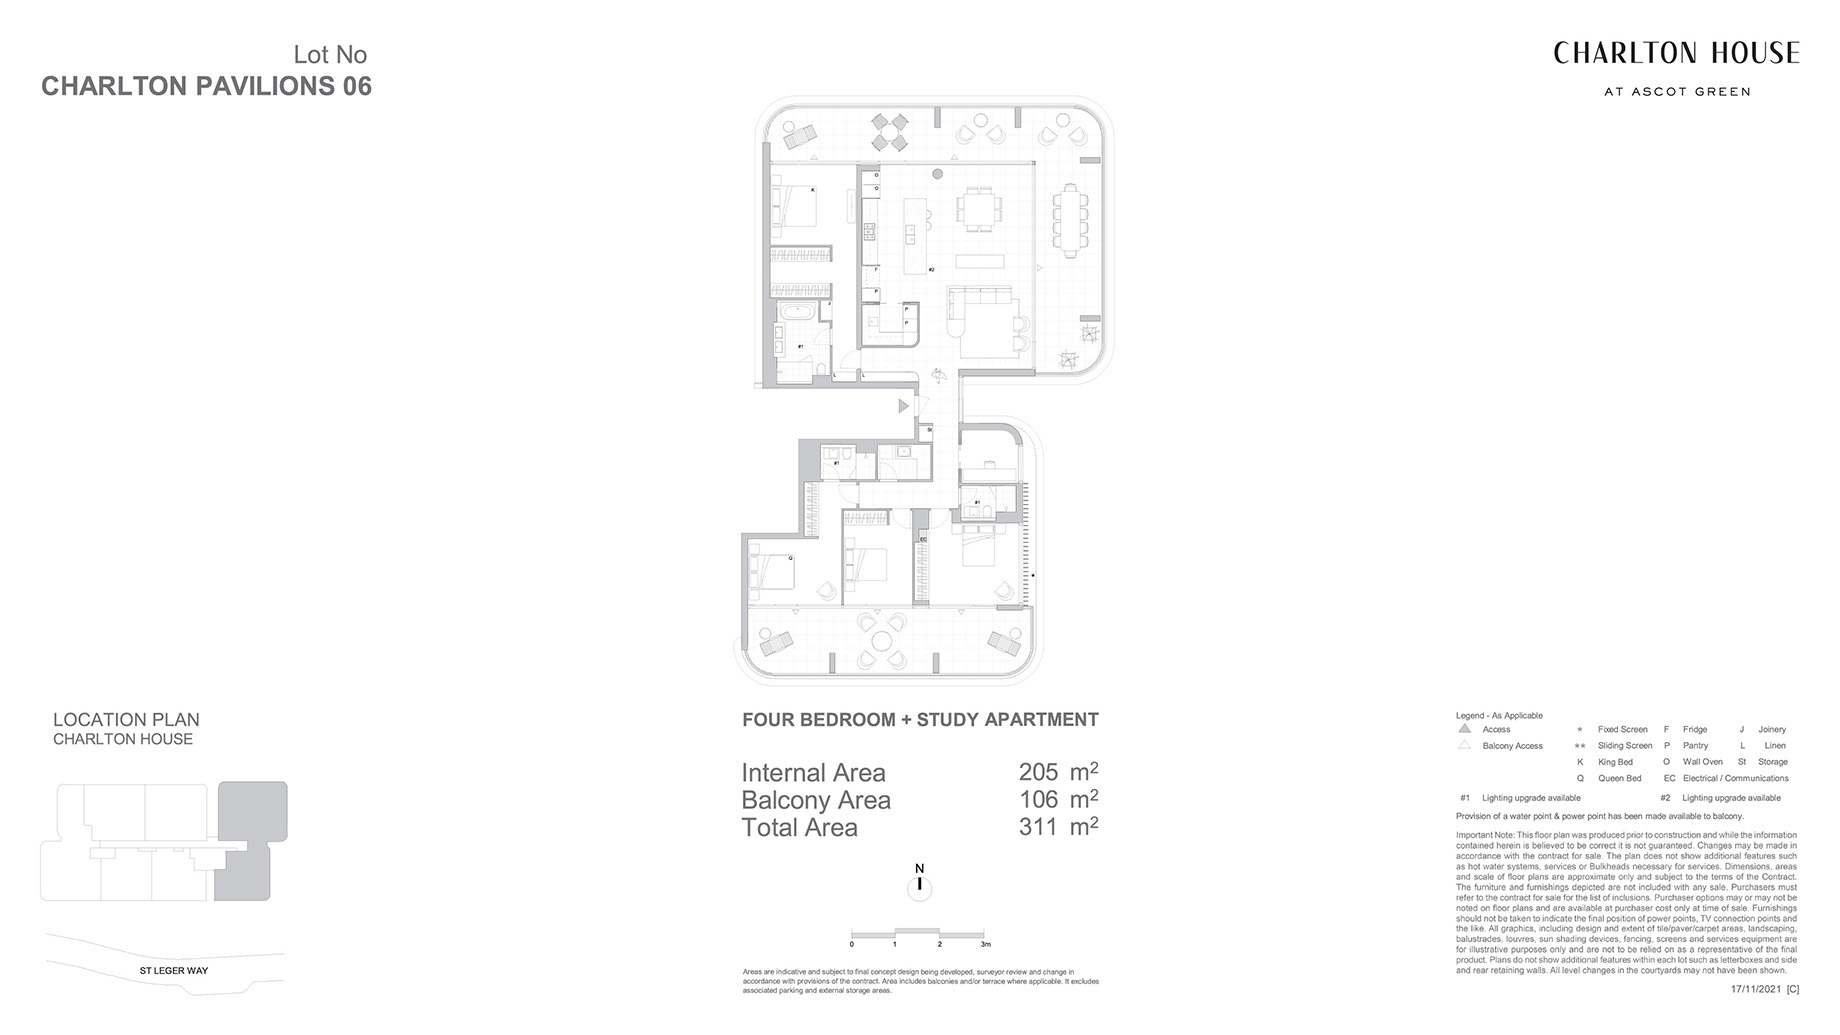 Lot No
CHARLTON PAVILIONS 06
CHARLTON HOUSE
AT ASCOT GREEN
K
O
O
F
#2
P
J
P
P
#1
L
L
St
#1
#1
EC
Q
LOCATION PLAN
CHARLTON HOUSE
ST LEGER WAY
FOUR BEDROOM + STUDY APARTMENT
Internal Area 205 m²
Balcony Area 106 m²
Total Area 311 m²
N
0 1 2 3m
Areas are indicative and subject to final concept design being developed, surveyor review and change in
accordance with provisions of the contract. Area includes balconies and/or terrace where applicable. It excludes
associated parking and external storage areas.
Legend - As Applicable
Access * Fixed Screen F Fridge J Joinery
Balcony Access ** Sliding Screen P Pantry L Linen
K King Bed O Wall Oven St Storage
Q Queen Bed EC Electrical / Communications
#1 Lighting upgrade available #2 Lighting upgrade available
Provision of a water point & power point has been made available to balcony.
Important Note: This floor plan was produced prior to construction and while the information
contained herein is believed to be correct it is not guaranteed. Changes may be made in
accordance with the contract for sale. The plan does not show additional features such
as hot water systems, services or Bulkheads necessary for services. Dimensions, areas
and scale of floor plans are approximate only and subject to the terms of the Contract.
The furniture and furnishings depicted are not included with any sale. Purchasers must
refer to the contract for sale for the list of inclusions. Purchaser options may or may not be
noted on floor plans and are available at purchaser cost only at time of sale. Furnishings
should not be taken to indicate the final position of power points, TV connection points and
the like. All graphics, including design and extent of tile/paver/carpet areas, landscaping,
balustrades, louvres, sun shading devices, fencing, screens and services equipment are
for illustrative purposes only and are not to be relied on as a representative of the final
product. Plans do not show additional features within each lot such as letterboxes and side
and rear retaining walls. All level changes in the courtyards may not have been shown.
17/11/2021 [C]